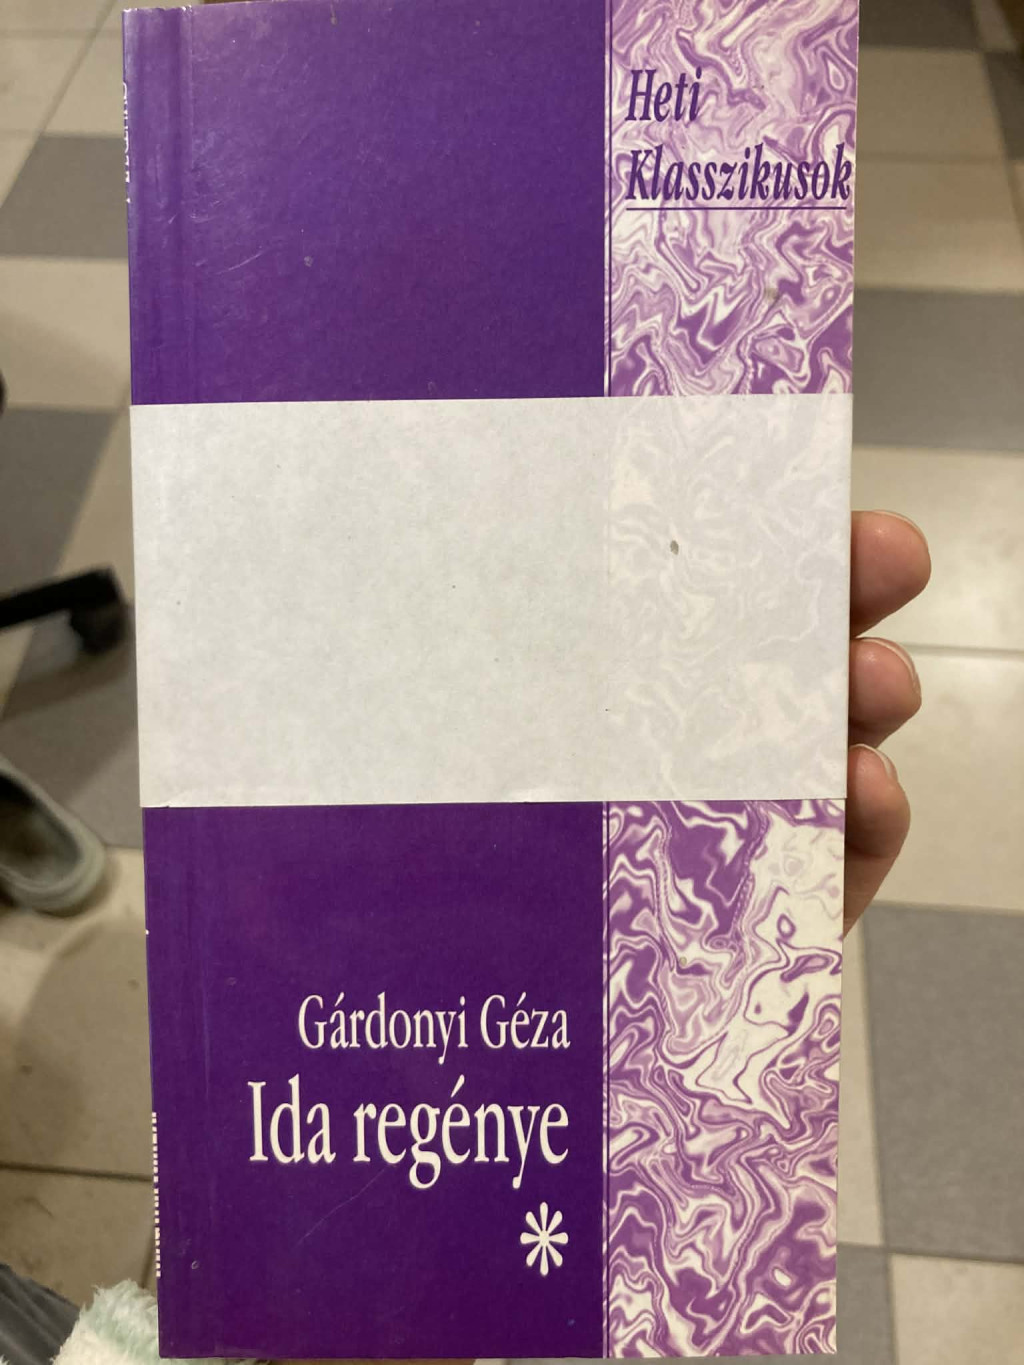 Heti
Klasszikusok
Gárdonyi Géza
Ida regénye
*